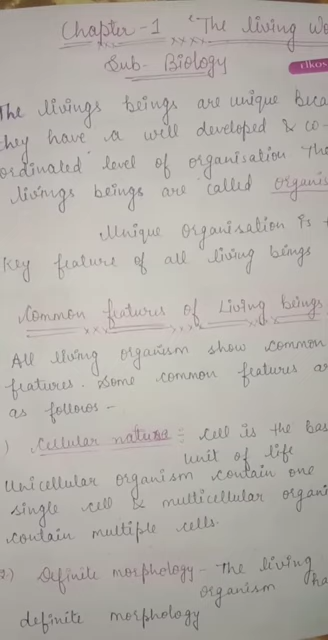 Chapter-1 "The living Wo
Sub- Biology
The livings beings are unique beca
they have a well developed & co-
ordinated level of organisation The
livings beings are called organis
Unique organisation is
Key feature of all living beings
Common features of Living beings
All living organism show common
features. Some common features a
as follows -
) Cellular nature :- Cell is the bas
unit of life
Unicellular organism contain one
single cell & multicellular organi
contain multiple cells.
2.) Definite morphology - The living
organism ha
definite morphology